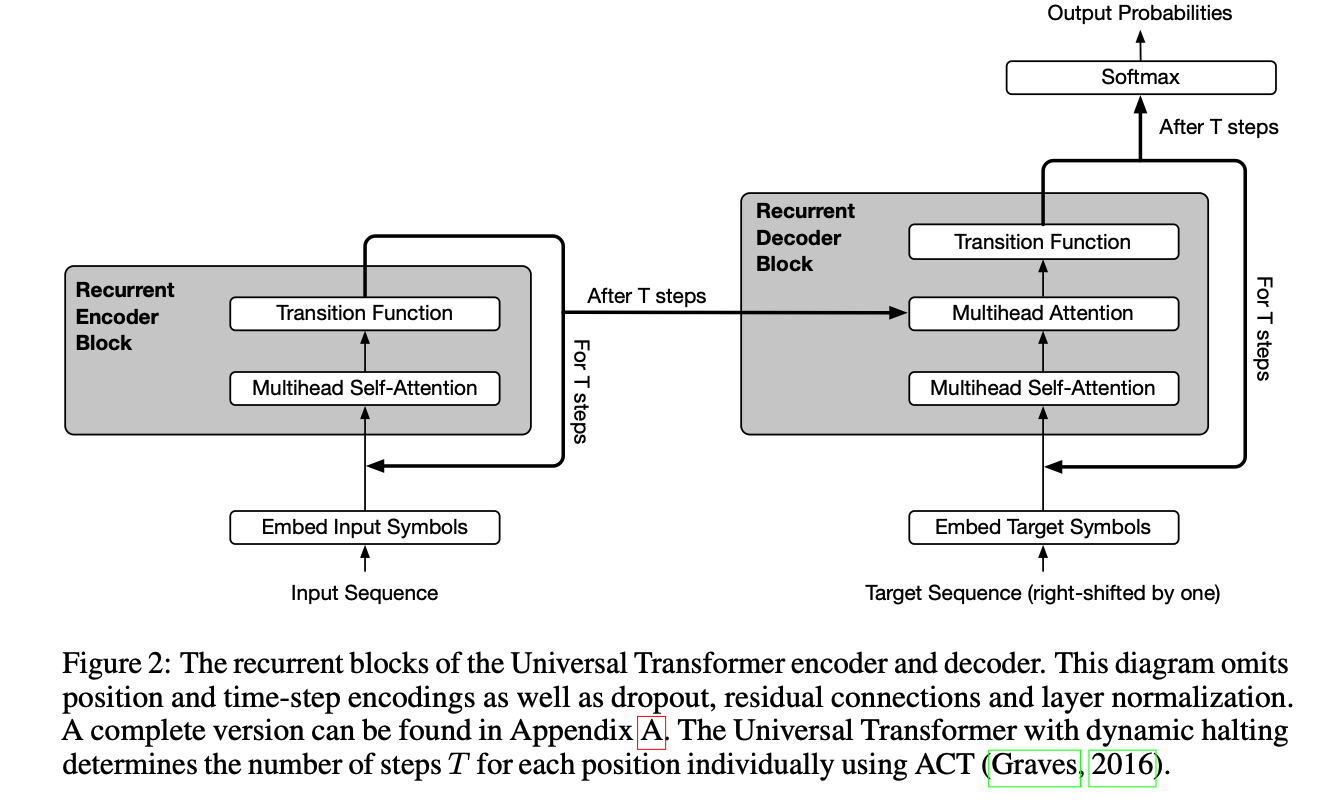 Output Probabilities
Softmax
After T steps
Recurrent
Decoder
Block
Transition Function
Recurrent
Encoder
Block
Transition Function
After T steps
Multihead Attention
For T steps
For T steps
Multihead Self-Attention
Multihead Self-Attention
Embed Input Symbols
Embed Target Symbols
Input Sequence
Target Sequence (right-shifted by one)
Figure 2: The recurrent blocks of the Universal Transformer encoder and decoder. This diagram omits
position and time-step encodings as well as dropout, residual connections and layer normalization.
A complete version can be found in Appendix A. The Universal Transformer with dynamic halting
determines the number of steps T for each position individually using ACT (Graves, 2016).